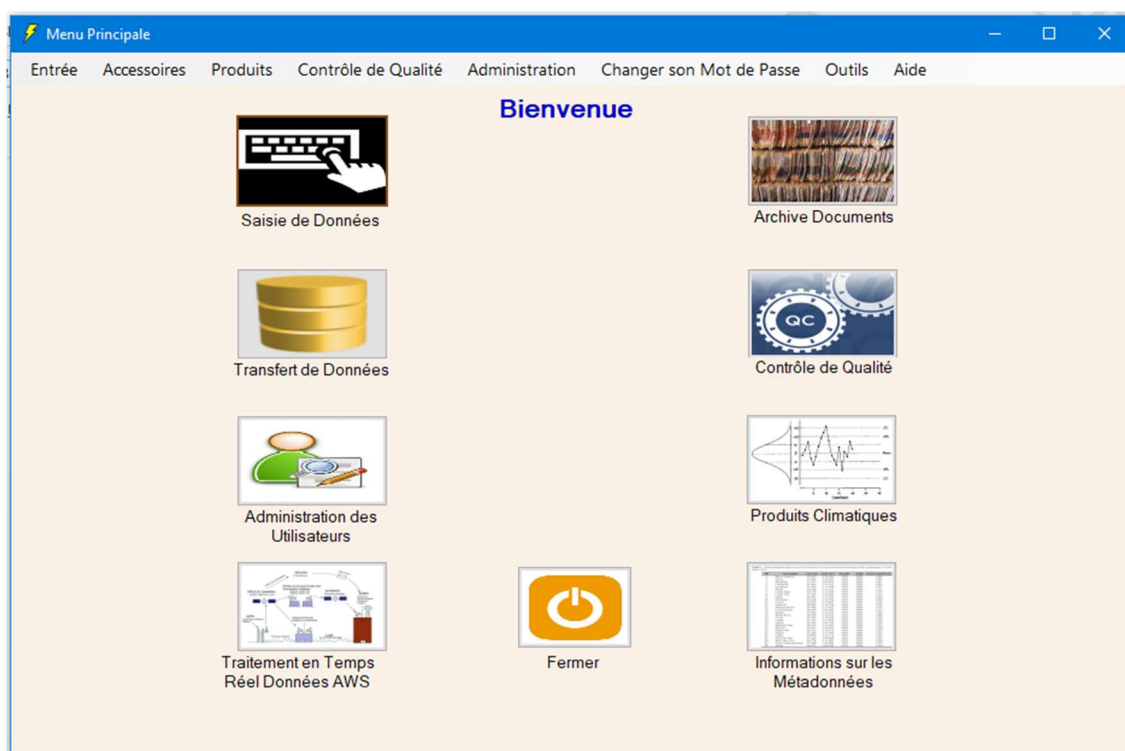 Menu Principale
Entrée Accessoires Produits Contrôle de Qualité Administration Changer son Mot de Passe Outils Aide
Bienvenue
Saisie de Données
Archive Documents
QC
Transfert de Données
Contrôle de Qualité
Administration des
Utilisateurs
Produits Climatiques
Traitement en Temps
Réel Données AWS
Fermer
Informations sur les
Métadonnées